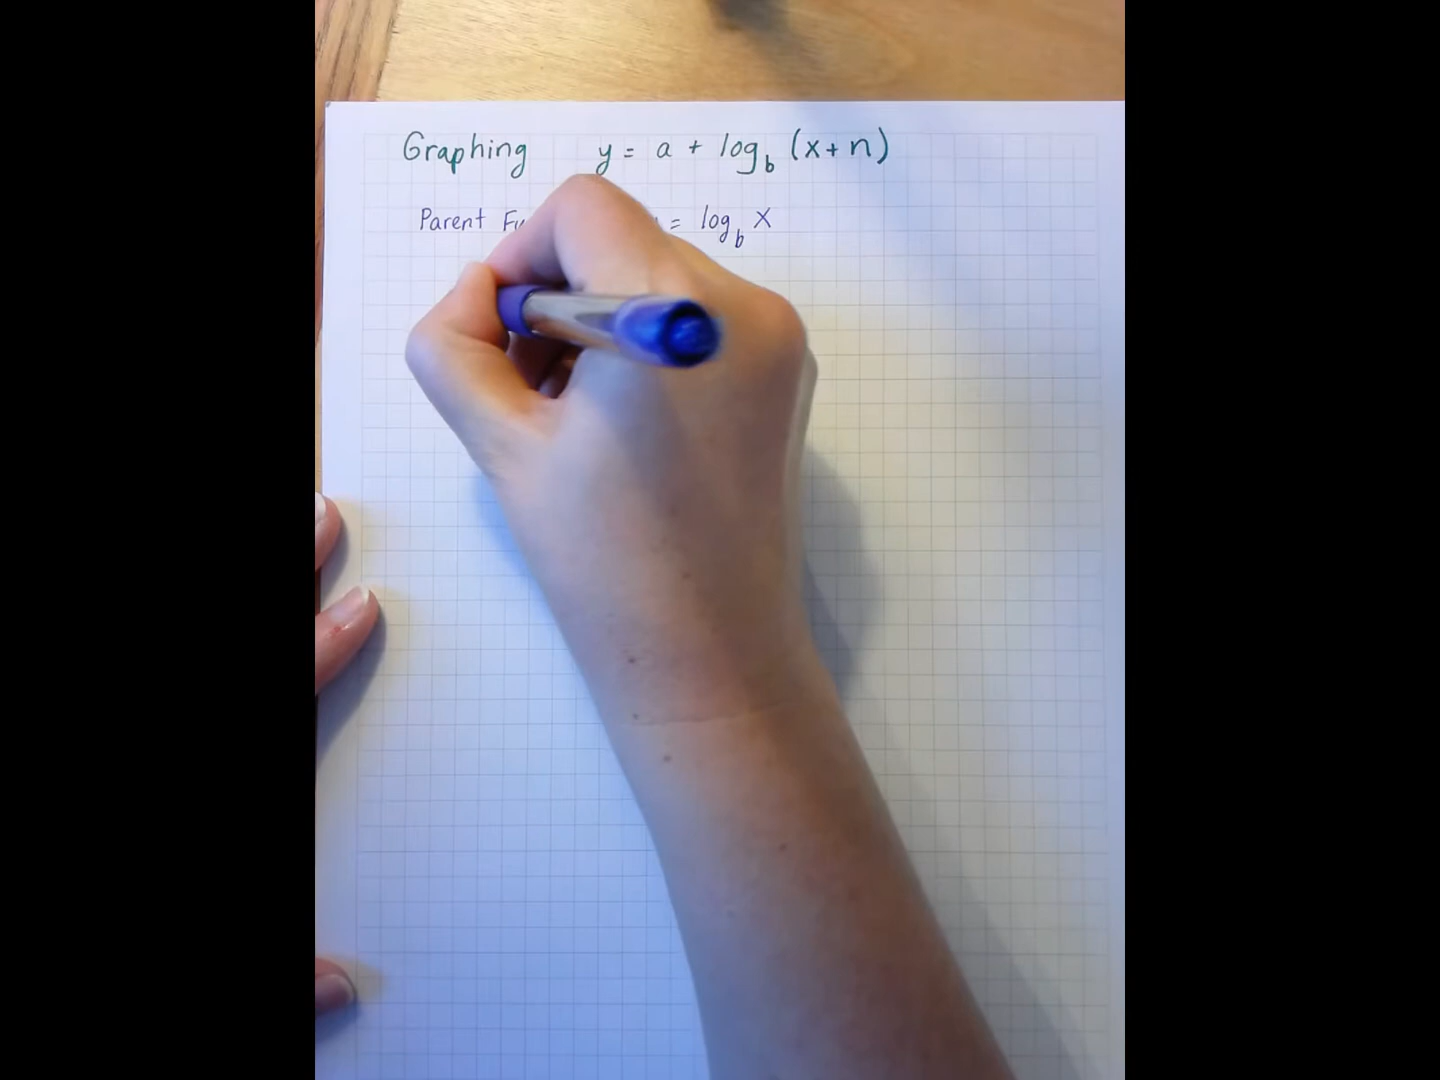 Graphing y = a + log_b (x + n)
Parent = log_b x